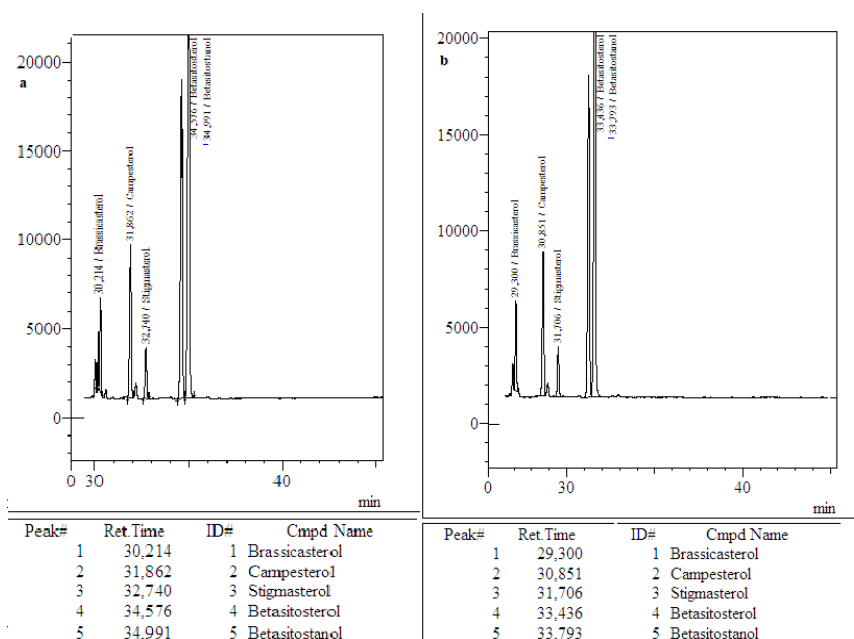 a
20000
15000
10000
5000
0
0 30 40
min
30,214 / Brassicasterol
31,862 / Campesterol
32,740 / Stigmasterol
34,576 / Betasitosterol
34,991 / Betasitostanol
Peak# Ret.Time ID# Cmpd Name
1 30,214 1 Brassicasterol
2 31,862 2 Campesterol
3 32,740 3 Stigmasterol
4 34,576 4 Betasitosterol
5 34,991 5 Betasitostanol
b
20000
15000
10000
5000
0
0 30 40
min
29,300 / Brassicasterol
30,851 / Campesterol
31,706 / Stigmasterol
33,436 / Betasitosterol
33,793 / Betasitostanol
Peak# Ret.Time ID# Cmpd Name
1 29,300 1 Brassicasterol
2 30,851 2 Campesterol
3 31,706 3 Stigmasterol
4 33,436 4 Betasitosterol
5 33,793 5 Betasitostanol